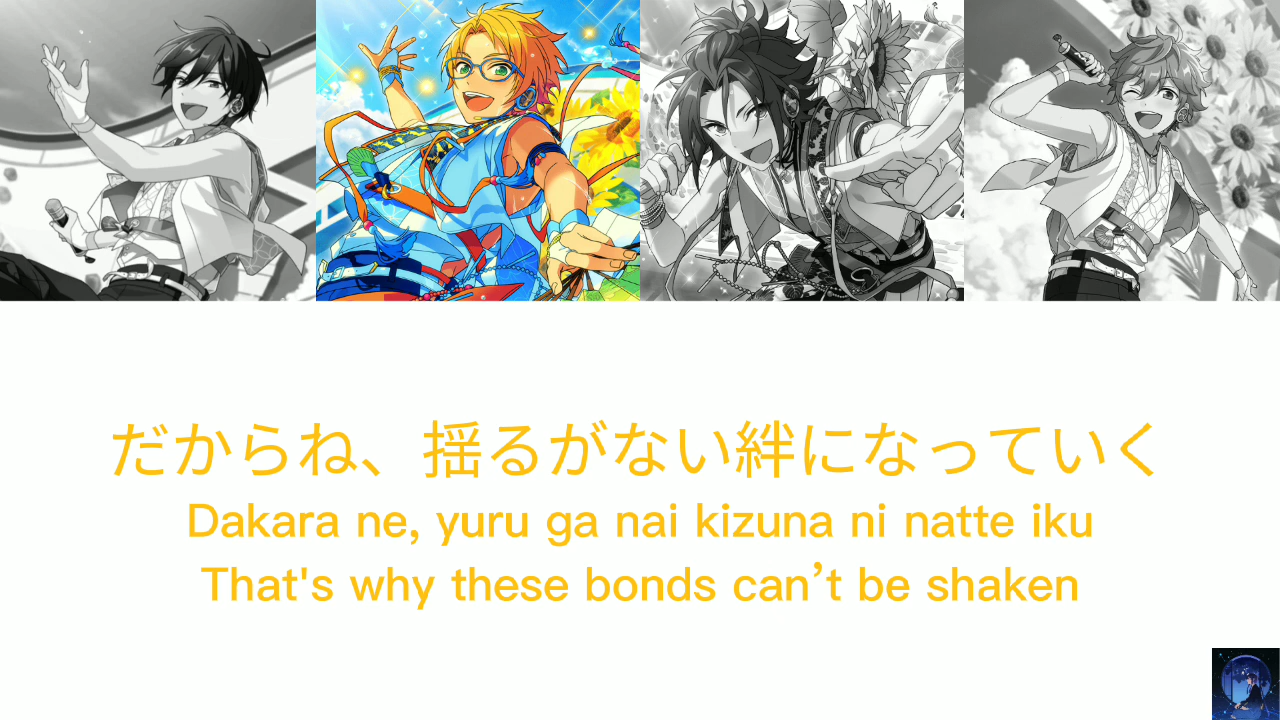 だからね、揺るがない絆になっていく
Dakara ne, yuru ga nai kizuna ni natte iku
That's why these bonds can’t be shaken